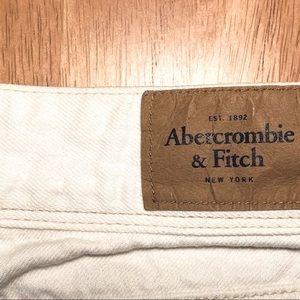 EST. 1892
Abercrombie
& Fitch
NEW YORK